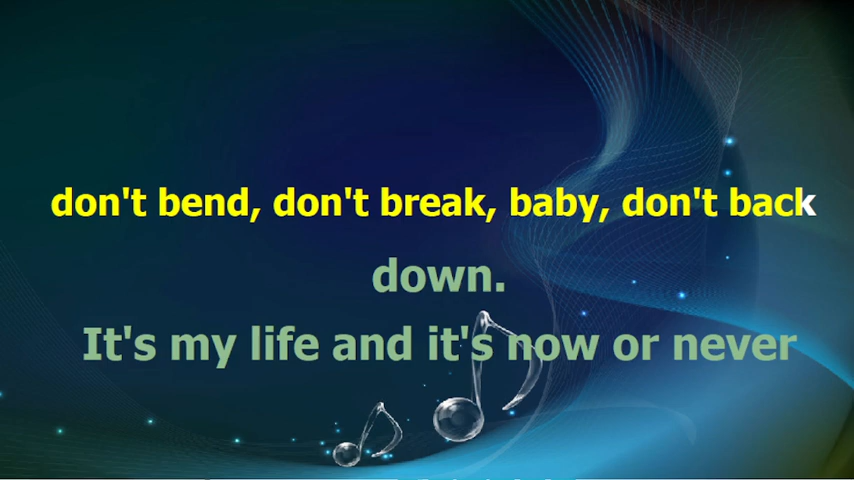 don't bend, don't break, baby, don't back
down.
It's my life and it's now or never